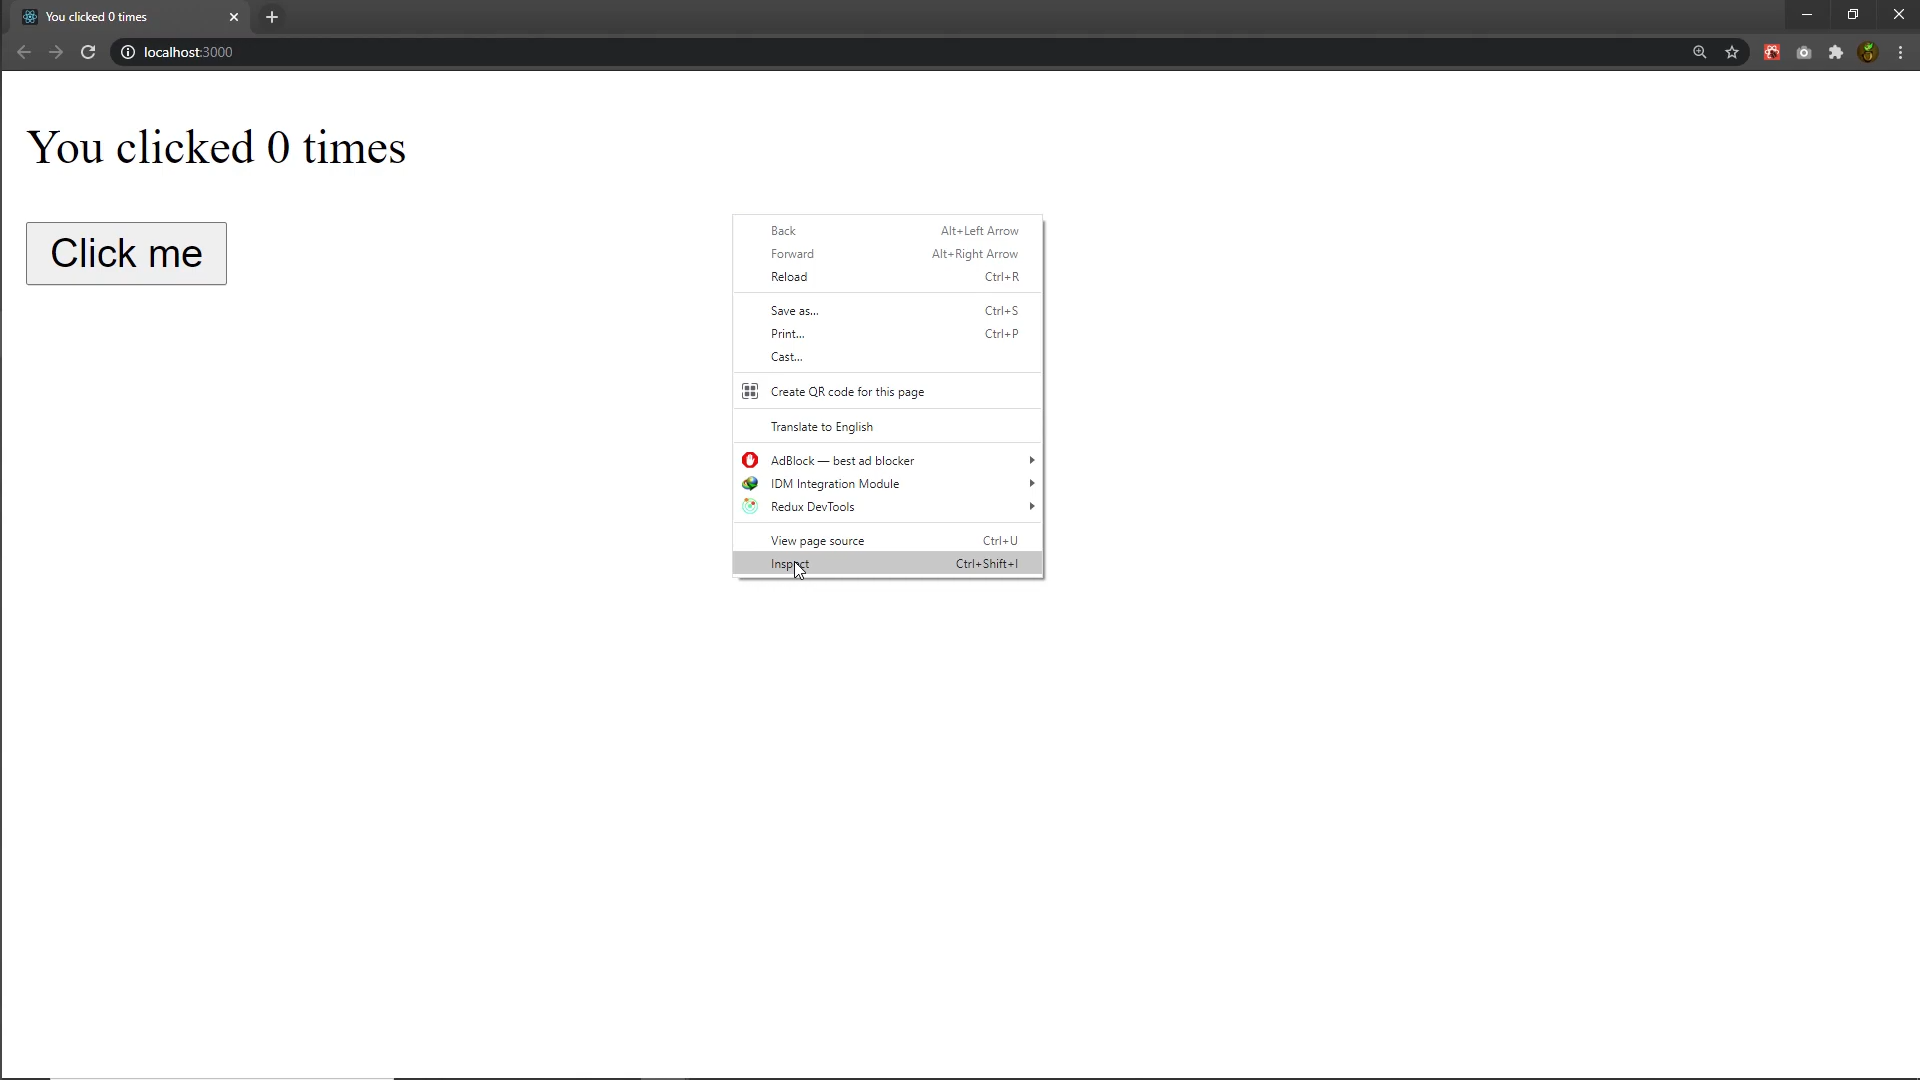 You clicked 0 times
localhost:3000
You clicked 0 times
Click me
Back Alt+Left Arrow
Forward Alt+Right Arrow
Reload Ctrl+R
Save as... Ctrl+S
Print... Ctrl+P
Cast...
Create QR code for this page
Translate to English
AdBlock — best ad blocker
IDM Integration Module
Redux DevTools
View page source Ctrl+U
Inspect Ctrl+Shift+I